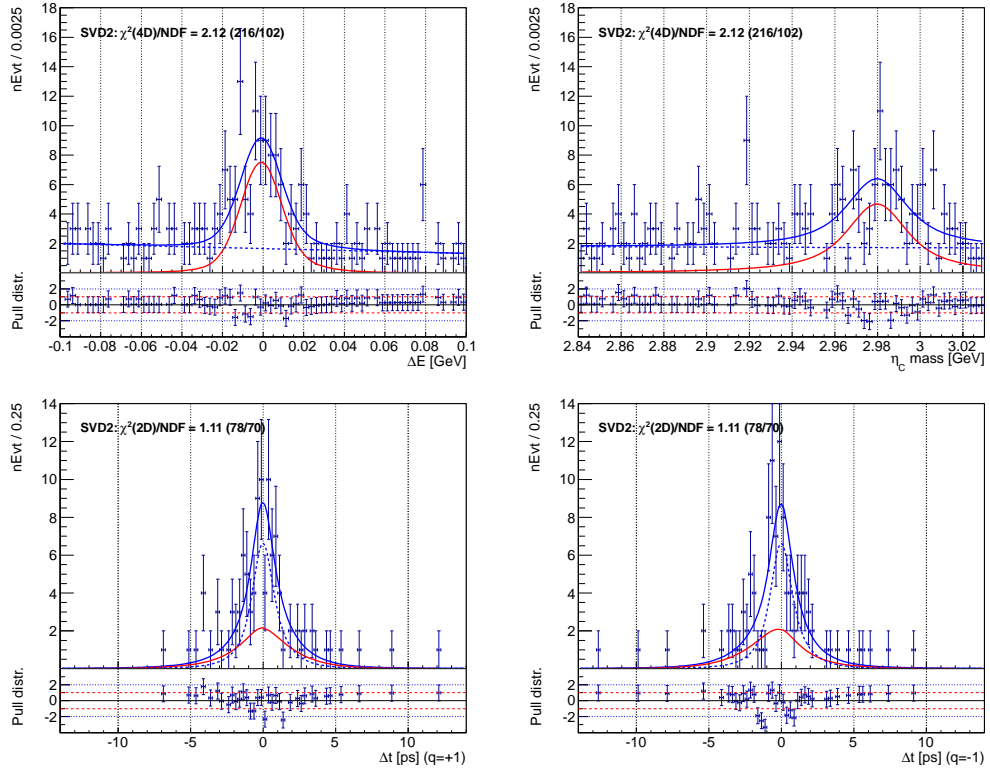 SVD2: χ²(4D)/NDF = 2.12 (216/102)
nEvt / 0.0025
18
16
14
12
10
8
6
4
2
Pull distr.
2
0
-2
-0.1 -0.08 -0.06 -0.04 -0.02 0 0.02 0.04 0.06 0.08 0.1
ΔE [GeV]
SVD2: χ²(4D)/NDF = 2.12 (216/102)
nEvt / 0.0025
18
16
14
12
10
8
6
4
2
Pull distr.
2
0
-2
2.84 2.86 2.88 2.9 2.92 2.94 2.96 2.98 3 3.02
η_C mass [GeV]
SVD2: χ²(2D)/NDF = 1.11 (78/70)
nEvt / 0.25
14
12
10
8
6
4
2
Pull distr.
2
0
-2
-10 -5 0 5 10
Δt [ps] (q=+1)
SVD2: χ²(2D)/NDF = 1.11 (78/70)
nEvt / 0.25
14
12
10
8
6
4
2
Pull distr.
2
0
-2
-10 -5 0 5 10
Δt [ps] (q=-1)